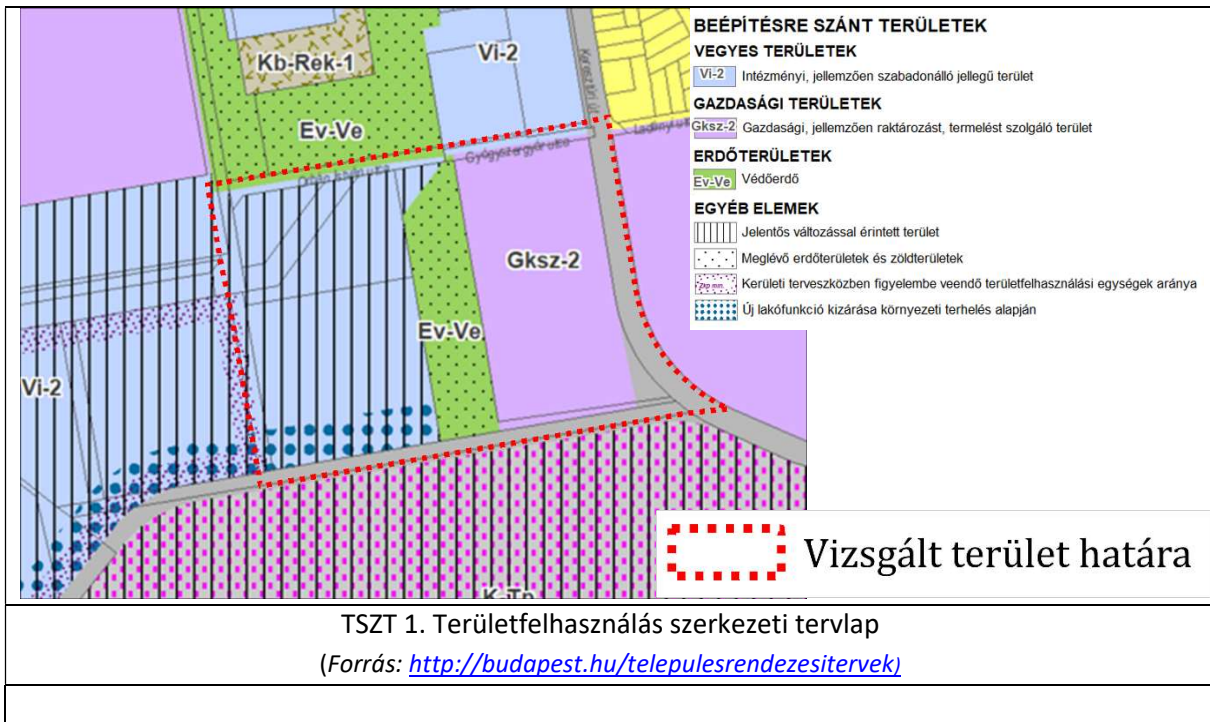 Kb-Rek-1
Vi-2
Ev-Ve
Gyógyszergyár utca
Gksz-2
Ev-Ve
Vi-2
BEÉPÍTÉSRE SZÁNT TERÜLETEK
VEGYES TERÜLETEK
Vi-2 Intézményi, jellemzően szabadonálló jellegű terület
GAZDASÁGI TERÜLETEK
Gksz-2 Gazdasági, jellemzően raktározást, termelést szolgáló terület
ERDŐTERÜLETEK
Ev-Ve Védőerdő
EGYÉB ELEMEK
Jelentős változással érintett terület
Meglévő erdőterületek és zöldterületek
Kerületi terveszközben figyelembe veendő területfelhasználási egységek aránya
Új lakófunkció kizárása környezeti terhelés alapján
Vizsgált terület határa
TSZT 1. Területfelhasználás szerkezeti tervlap
(Forrás: http://budapest.hu/telepulesrendezesitervek)